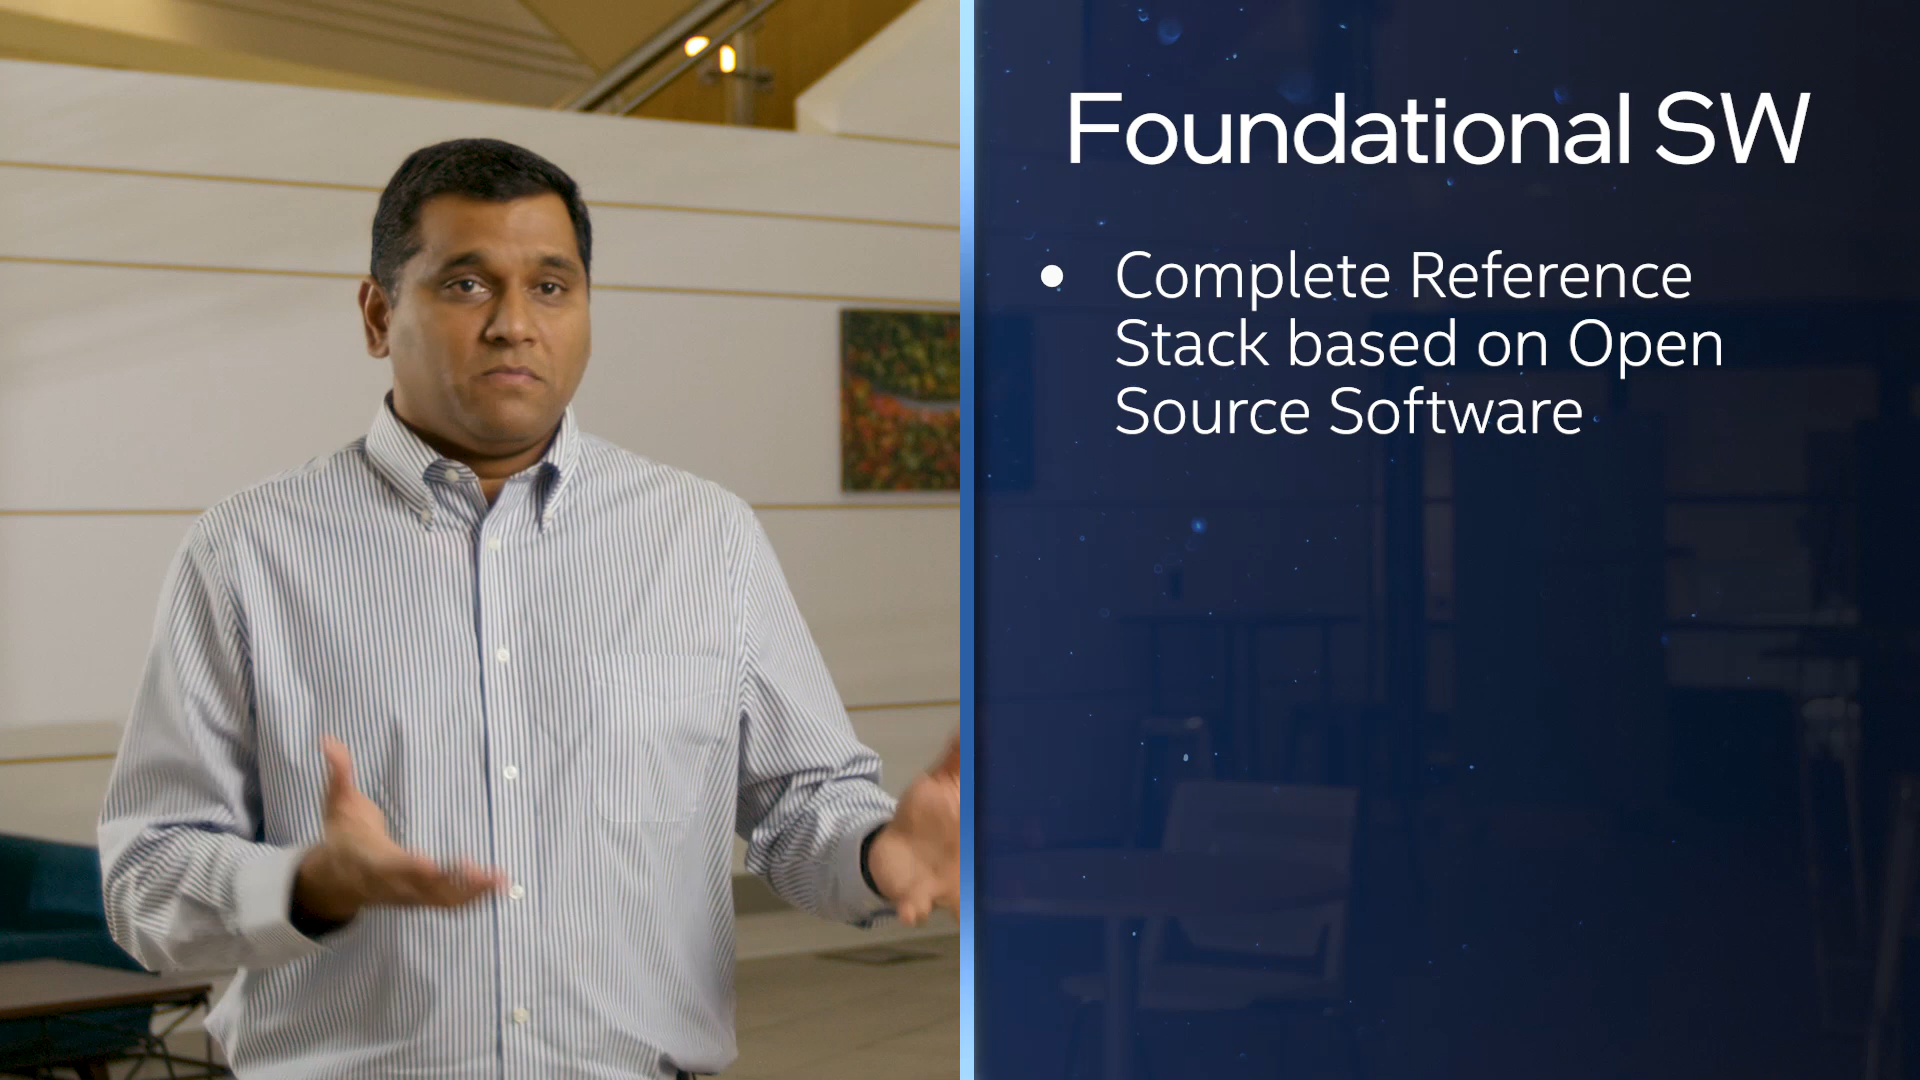 Foundational SW
• Complete Reference
Stack based on Open
Source Software